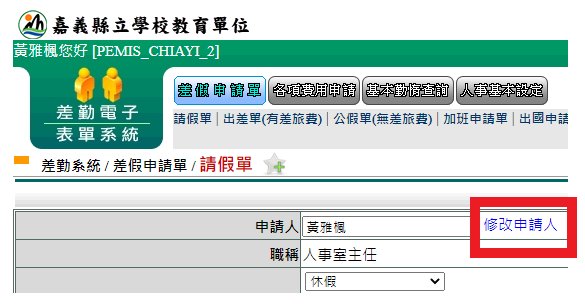 嘉義縣立學校教育單位
黃雅楓您好 [PEMIS_CHIAYI_2]
差勤電子
表單系統
差假申請單 各項費用申請 基本勤惰查詢 人事基本設定
請假單 | 出差單(有差旅費) | 公假單(無差旅費) | 加班申請單 | 出國申請
差勤系統 / 差假申請單 / 請假單
申請人 黃雅楓 修改申請人
職稱 人事室主任
休假